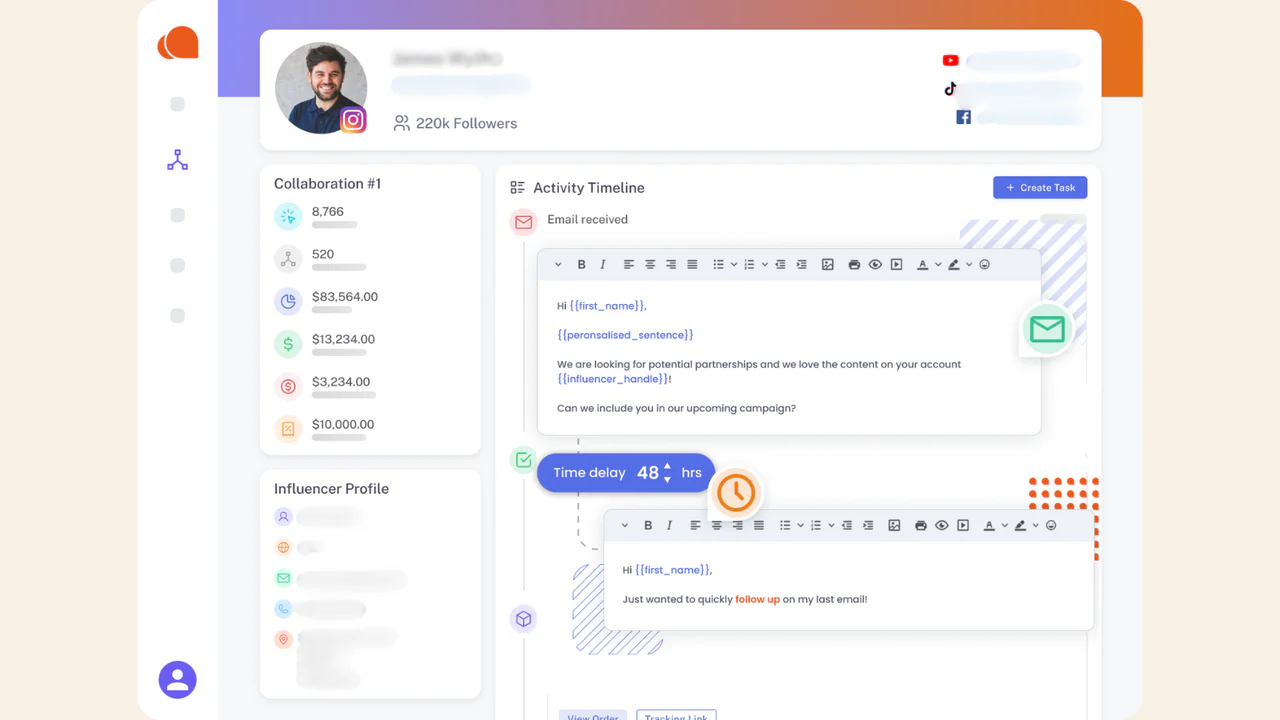 220k Followers
Collaboration #1
8,766
520
$83,564.00
$13,234.00
$3,234.00
$10,000.00
Influencer Profile
Activity Timeline
+ Create Task
Email received
B I
A
Hi {{first_name}},
{{peronsalised_sentence}}
We are looking for potential partnerships and we love the content on your account
{{influencer_handle}}!
Can we include you in our upcoming campaign?
Time delay 48 hrs
B I
A
Hi {{first_name}},
Just wanted to quickly follow up on my last email!
View Order
Tracking Link